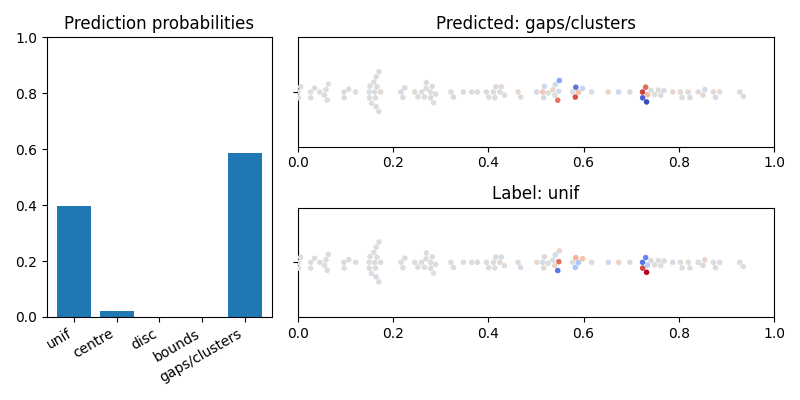 Prediction probabilities
1.0
0.8
0.6
0.4
0.2
0.0
unif
centre
disc
bounds
gaps/clusters
Predicted: gaps/clusters
0.0 0.2 0.4 0.6 0.8 1.0
Label: unif
0.0 0.2 0.4 0.6 0.8 1.0